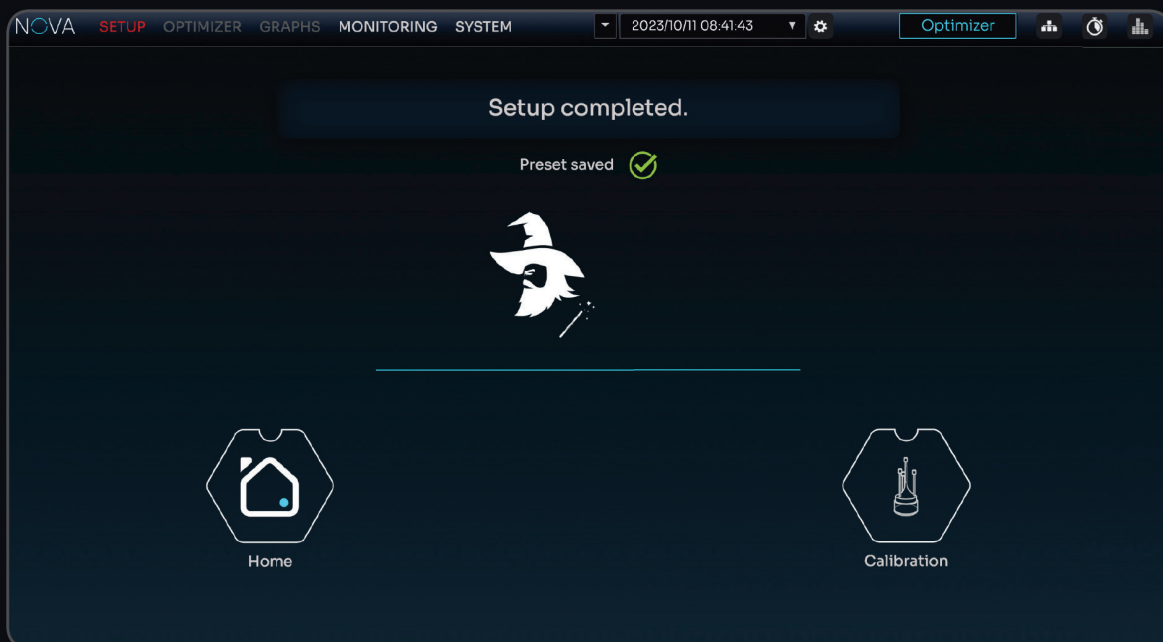 NOVA SETUP OPTIMIZER GRAPHS MONITORING SYSTEM 2023/10/11 08:41:43 Optimizer
Setup completed.
Preset saved
Home Calibration